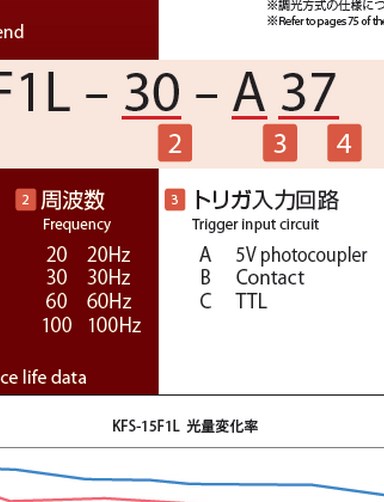 ※調光方式の仕様につ
※Refer to pages 75 of the
end
F1L – 30 – A 37
2 3 4
2 周波数
Frequency
20 20Hz
30 30Hz
60 60Hz
100 100Hz
3 トリガ入力回路
Trigger input circuit
A 5V photocoupler
B Contact
C TTL
ce life data
KFS-15F1L 光量変化率